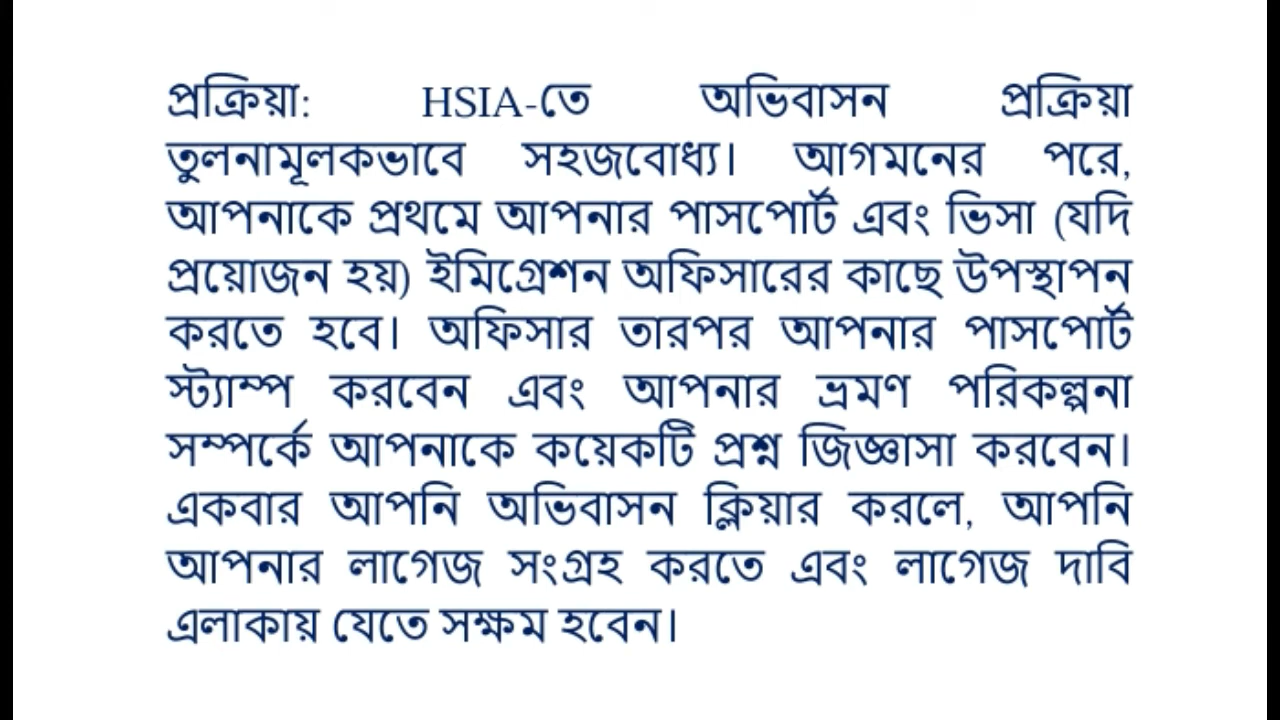 প্রক্রিয়া: HSIA-তে অভিবাসন প্রক্রিয়া
তুলনামূলকভাবে সহজবোধ্য। আগমনের পরে,
আপনাকে প্রথমে আপনার পাসপোর্ট এবং ভিসা (যদি
প্রয়োজন হয়) ইমিগ্রেশন অফিসারের কাছে উপস্থাপন
করতে হবে। অফিসার তারপর আপনার পাসপোর্ট
স্ট্যাম্প করবেন এবং আপনার ভ্রমণ পরিকল্পনা
সম্পর্কে আপনাকে কয়েকটি প্রশ্ন জিজ্ঞাসা করবেন।
একবার আপনি অভিবাসন ক্লিয়ার করলে, আপনি
আপনার লাগেজ সংগ্রহ করতে এবং লাগেজ দাবি
এলাকায় যেতে সক্ষম হবেন।